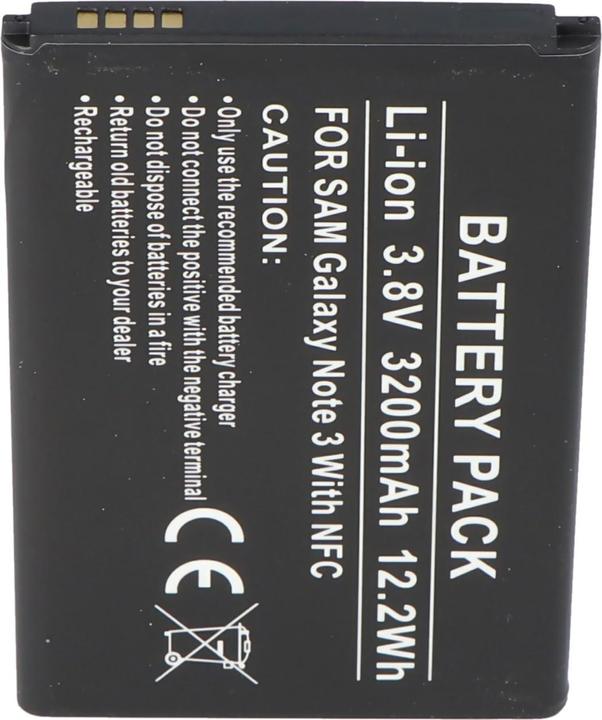 BATTERY PACK
Li-ion 3.8V 3200mAh 12.2Wh
FOR SAM Galaxy Note 3 With NFC
CAUTION:
•Only use the recommended battery charger
•Do not connect the positive with the negative terminal
•Do not dispose of batteries in a fire
•Return old batteries to your dealer
•Rechargeable
CE